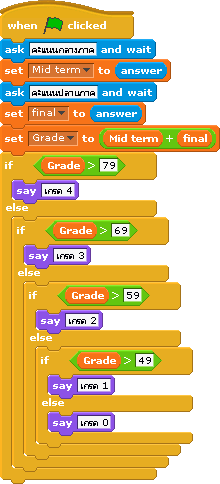 when clicked
ask คะแนนกลางภาค and wait
set Mid term to answer
ask คะแนนปลายภาค and wait
set final to answer
set Grade to Mid term + final
if Grade > 79
say เกรด 4
else
if Grade > 69
say เกรด 3
else
if Grade > 59
say เกรด 2
else
if Grade > 49
say เกรด 1
else
say เกรด 0